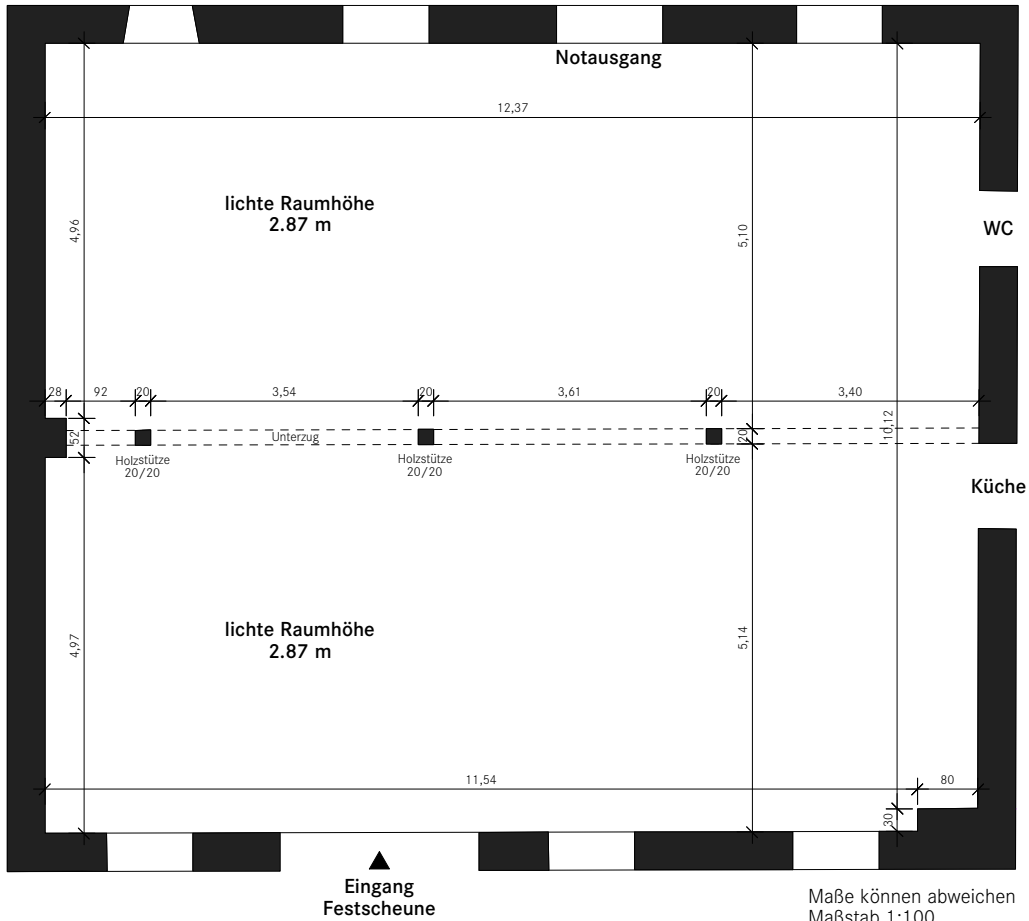 Notausgang
12,37
lichte Raumhöhe
2.87 m
4,96
5,10
WC
28
92
20
3,54
20
3,61
20
3,40
10,12
52
Unterzug
20
Holzstütze
20/20
Holzstütze
20/20
Holzstütze
20/20
Küche
lichte Raumhöhe
2.87 m
4,97
5,14
11,54
80
30
Eingang
Festscheune
Maße können abweichen
Maßstab 1:100